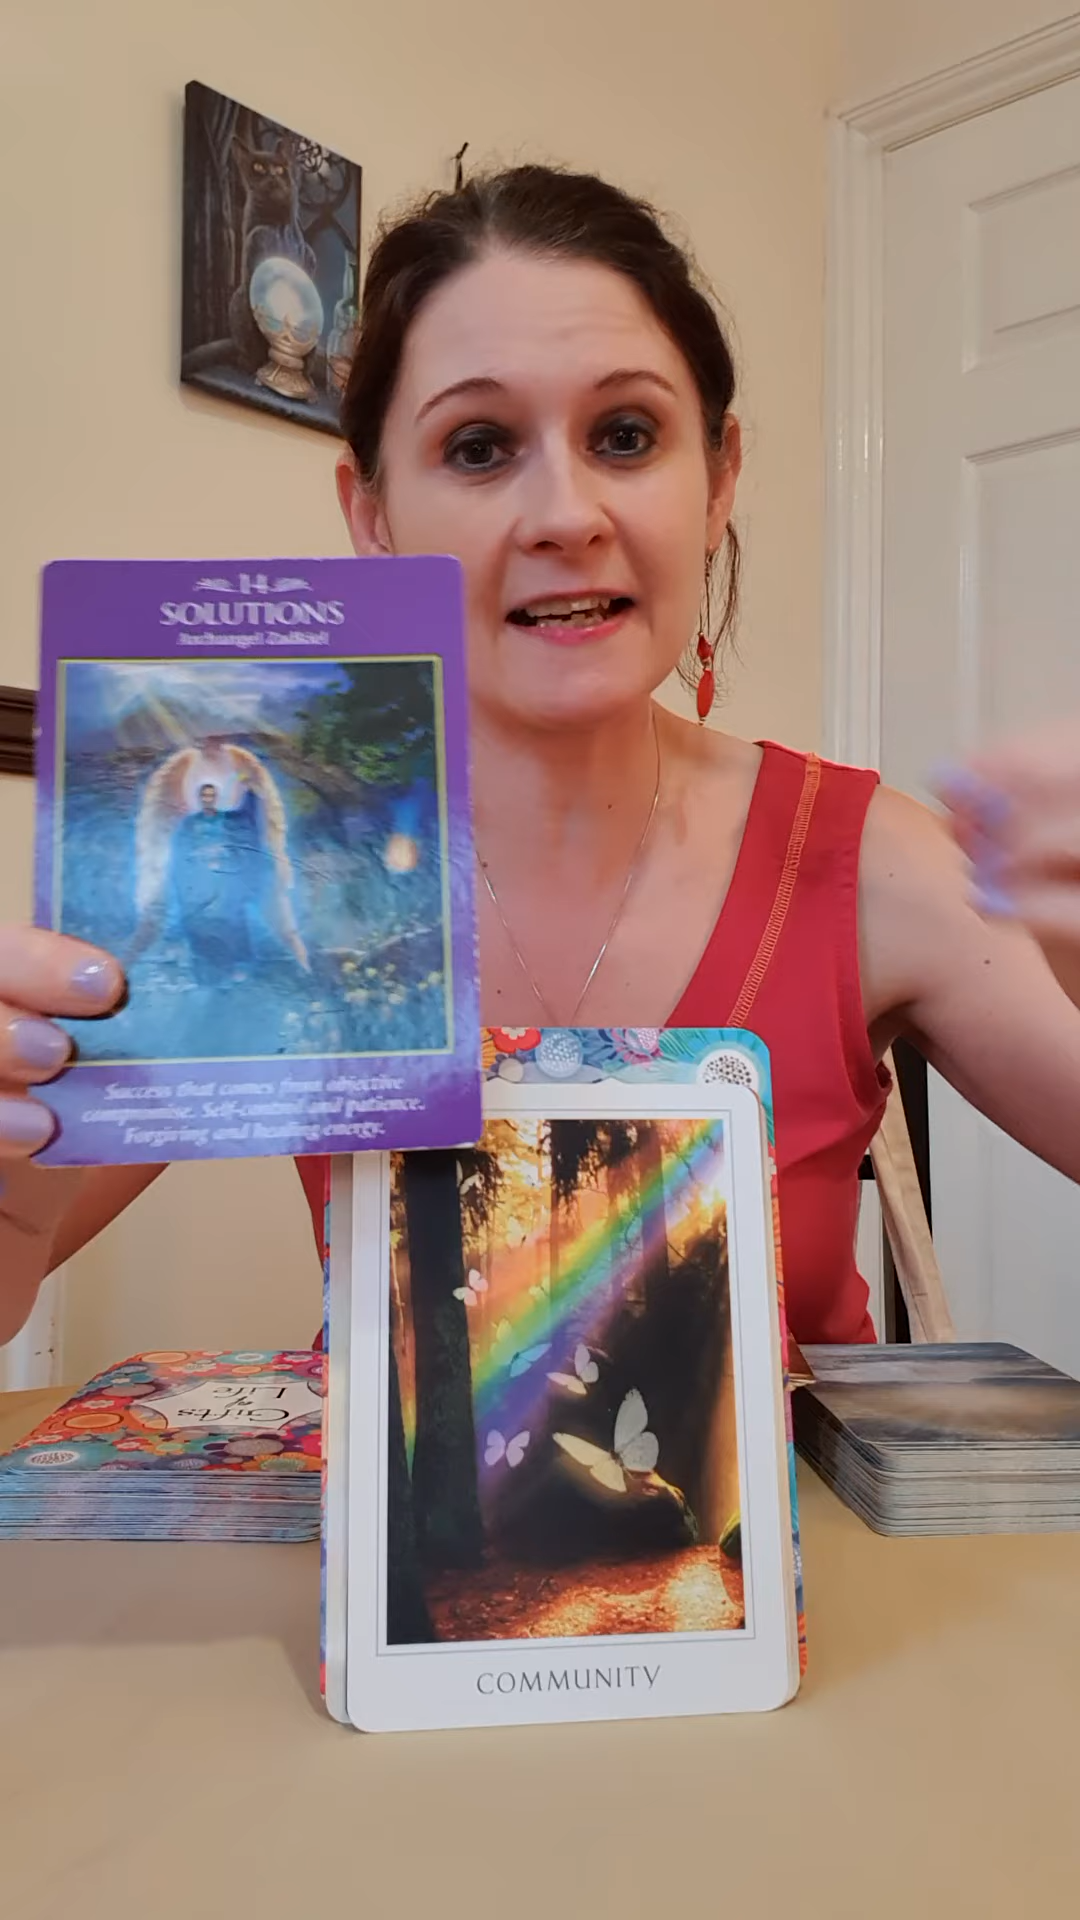 14
SOLUTIONS
Archangel Zadkiel
Success that comes from objective
compromise. Self-control and patience.
Forgiving and healing energy.
Gifts
of
Life
COMMUNITY